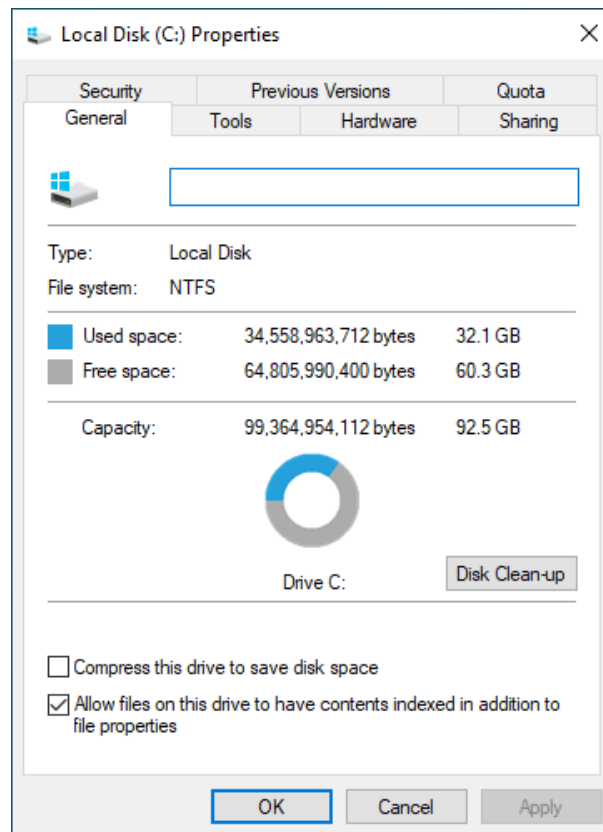 Local Disk (C:) Properties
Security Previous Versions Quota
General Tools Hardware Sharing
Type: Local Disk
File system: NTFS
Used space: 34,558,963,712 bytes 32.1 GB
Free space: 64,805,990,400 bytes 60.3 GB
Capacity: 99,364,954,112 bytes 92.5 GB
Drive C: Disk Clean-up
Compress this drive to save disk space
Allow files on this drive to have contents indexed in addition to
file properties
OK Cancel Apply